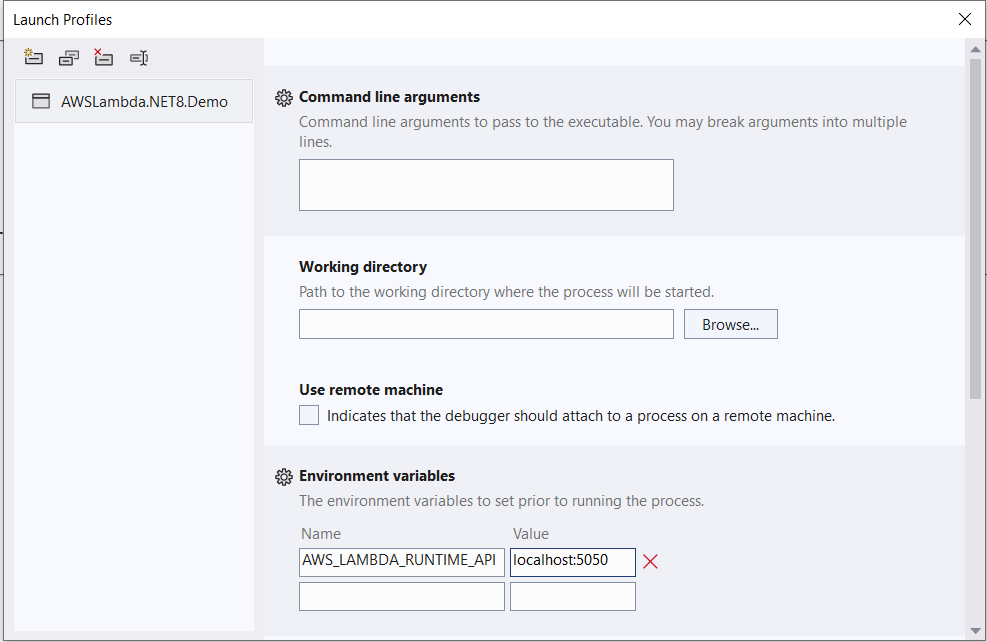 Launch Profiles
AWSLambda.NET8.Demo
Command line arguments
Command line arguments to pass to the executable. You may break arguments into multiple
lines.
Working directory
Path to the working directory where the process will be started.
Browse...
Use remote machine
Indicates that the debugger should attach to a process on a remote machine.
Environment variables
The environment variables to set prior to running the process.
Name Value
AWS_LAMBDA_RUNTIME_API localhost:5050